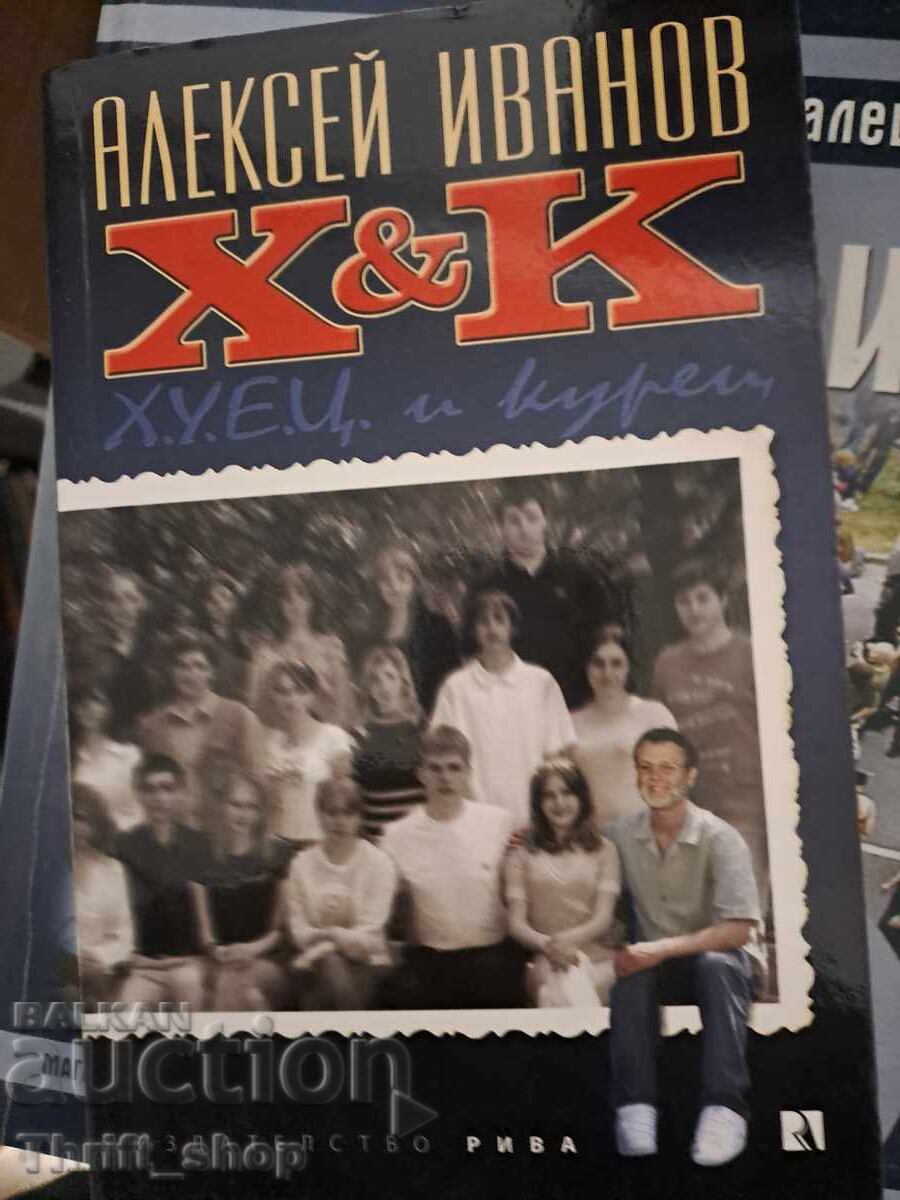 АЛЕКСЕЙ ИВАНОВ
Х&К
Х.У.Е.Ц. и курец
ИЗДАТЕЛСТВО РИВА
BALKAN
auction
Thrift_shop